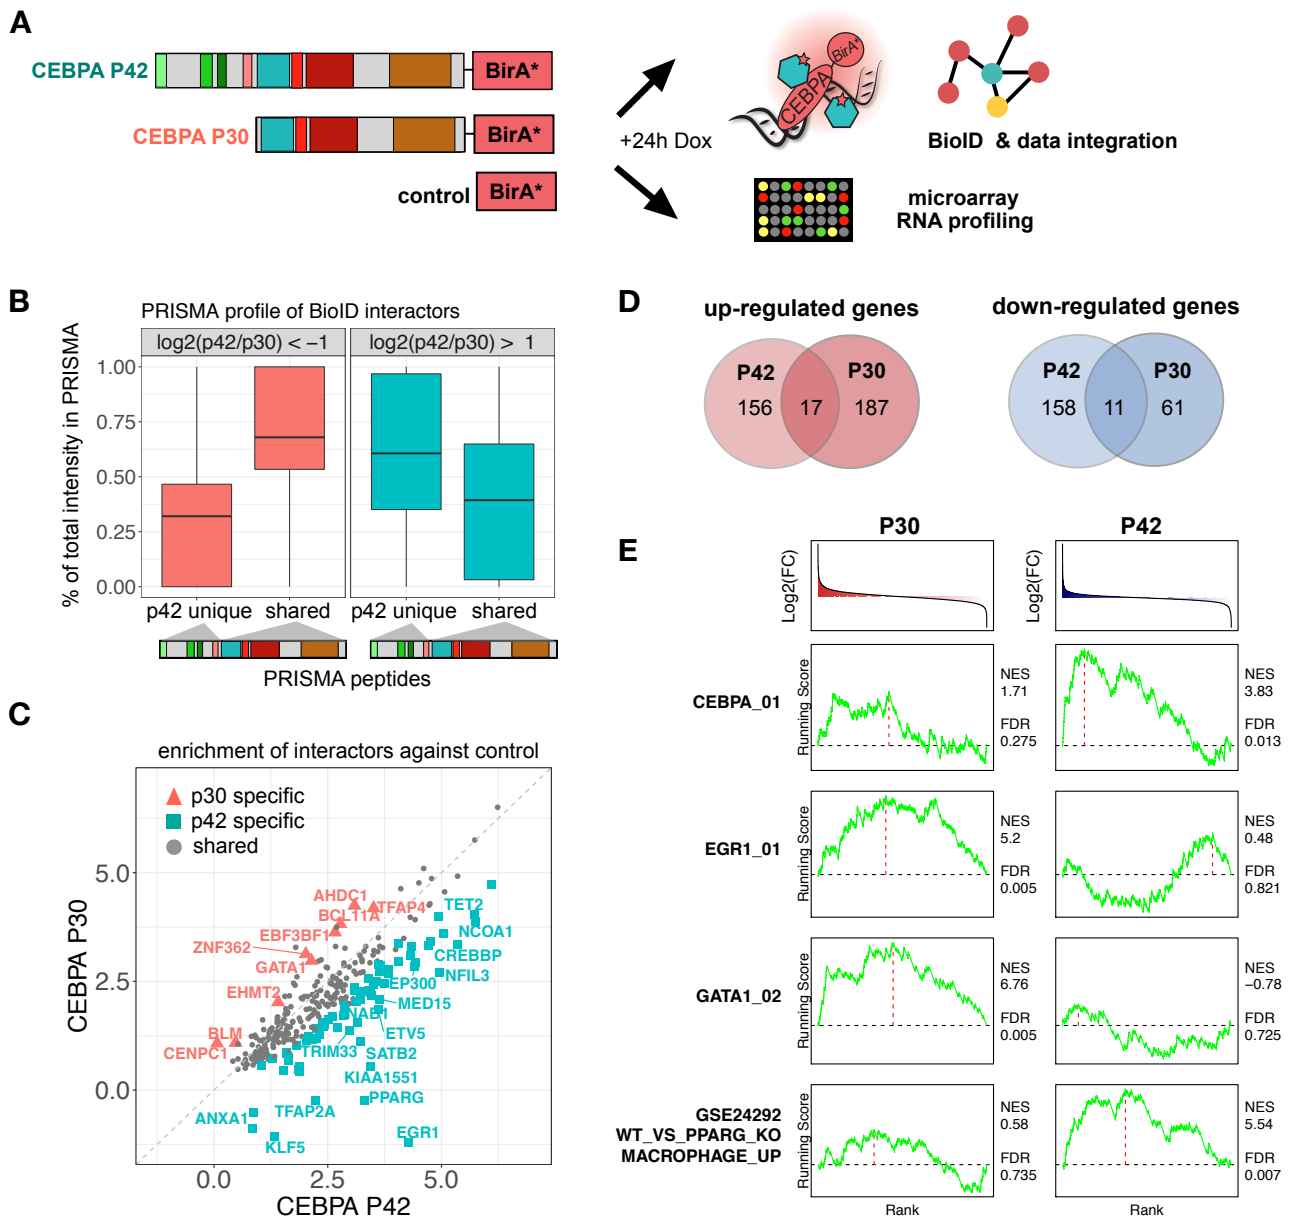 A
CEBPA P42
BirA*
CEBPA P30
BirA*
control
BirA*
+24h Dox
CEBPA
BirA*
BioID & data integration
microarray
RNA profiling
B
PRISMA profile of BioID interactors
log2(p42/p30) < −1
log2(p42/p30) > 1
% of total intensity in PRISMA
1.00
0.75
0.50
0.25
0.00
p42 unique
shared
p42 unique
shared
PRISMA peptides
C
enrichment of interactors against control
p30 specific
p42 specific
shared
CEBPA P30
5.0
2.5
0.0
AHDC1
TFAP4
BCL11A
EBF3BF1
ZNF362
GATA1
EHMT2
BLM
CENPC1
TET2
NCOA1
CREBBP
NFIL3
EP300
MED15
NAB1
ETV5
TRIM33
SATB2
KIAA1551
PPARG
TFAP2A
ANXA1
KLF5
EGR1
0.0
2.5
5.0
CEBPA P42
D
up-regulated genes
P42
P30
156
17
187
down-regulated genes
P42
P30
158
11
61
E
P30
P42
Log2(FC)
Log2(FC)
CEBPA_01
Running Score
NES
1.71
FDR
0.275
NES
3.83
FDR
0.013
EGR1_01
Running Score
NES
5.2
FDR
0.005
NES
0.48
FDR
0.821
GATA1_02
Running Score
NES
6.76
FDR
0.005
NES
−0.78
FDR
0.725
GSE24292
WT_VS_PPARG_KO
MACROPHAGE_UP
Running Score
NES
0.58
FDR
0.735
NES
5.54
FDR
0.007
Rank
Rank